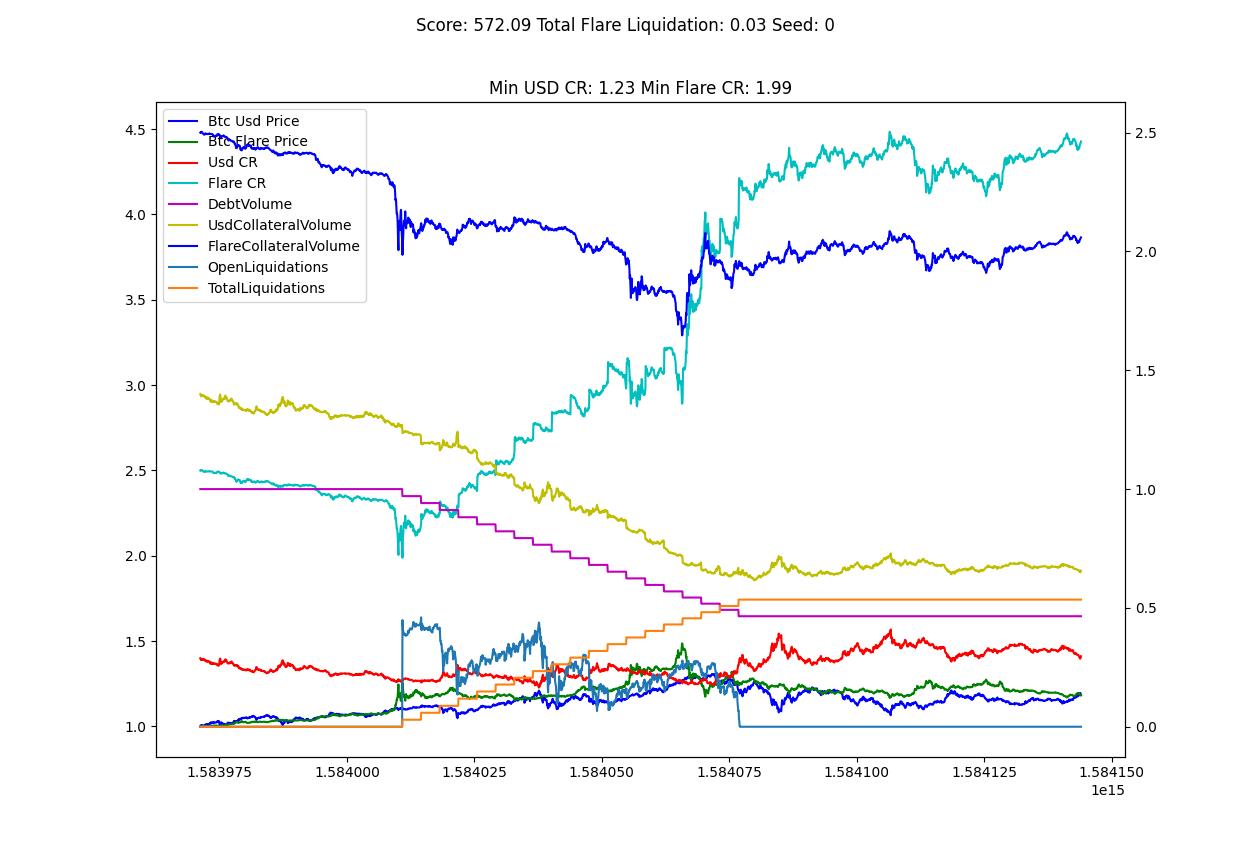 Score: 572.09 Total Flare Liquidation: 0.03 Seed: 0
Min USD CR: 1.23 Min Flare CR: 1.99
Btc Usd Price
Btc Flare Price
Usd CR
Flare CR
DebtVolume
UsdCollateralVolume
FlareCollateralVolume
OpenLiquidations
TotalLiquidations
4.5
4.0
3.5
3.0
2.5
2.0
1.5
1.0
2.5
2.0
1.5
1.0
0.5
0.0
1.583975 1.584000 1.584025 1.584050 1.584075 1.584100 1.584125 1.584150
1e15